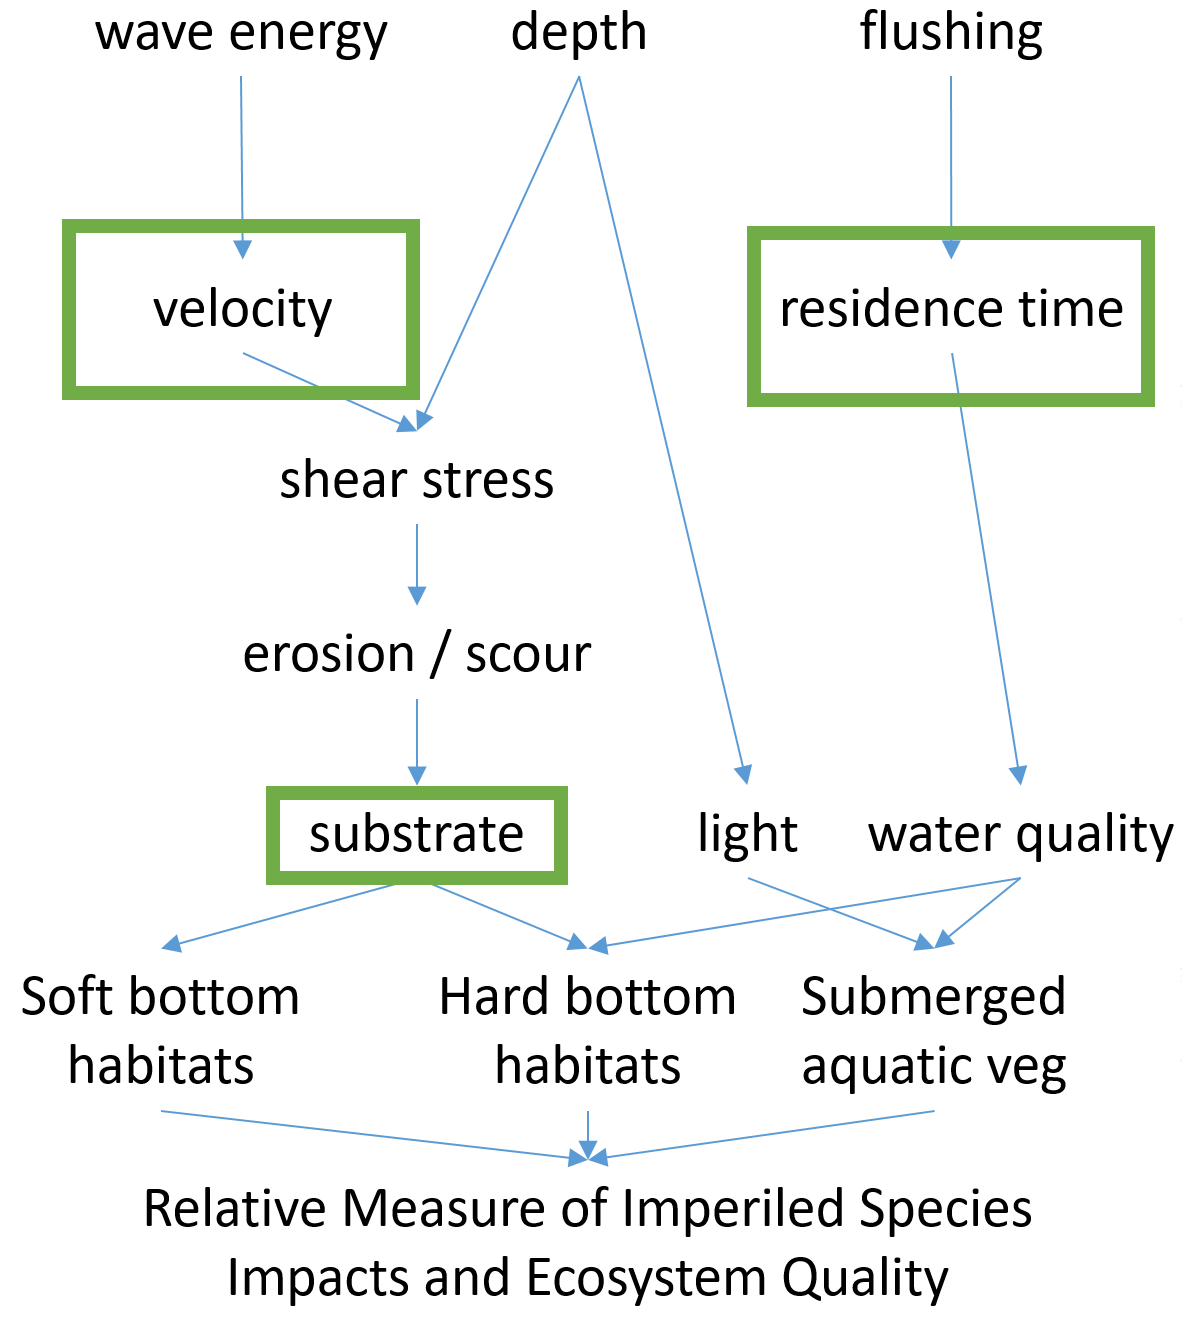 wave energy
depth
flushing
velocity
residence time
shear stress
erosion / scour
substrate
light
water quality
Soft bottom
habitats
Hard bottom
habitats
Submerged
aquatic veg
Relative Measure of Imperiled Species
Impacts and Ecosystem Quality